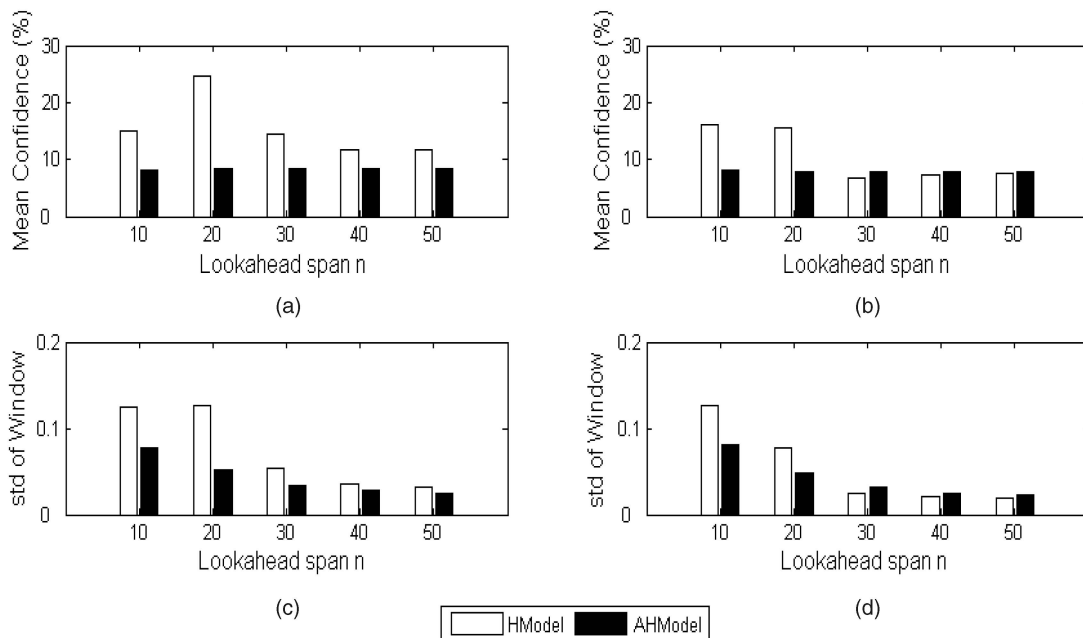 Mean Confidence (%)
30
20
10
0
10 20 30 40 50
Lookahead span n
(a)
Mean Confidence (%)
30
20
10
0
10 20 30 40 50
Lookahead span n
(b)
std of Window
0.2
0.1
0
10 20 30 40 50
Lookahead span n
(c)
std of Window
0.2
0.1
0
10 20 30 40 50
Lookahead span n
(d)
HModel AHModel